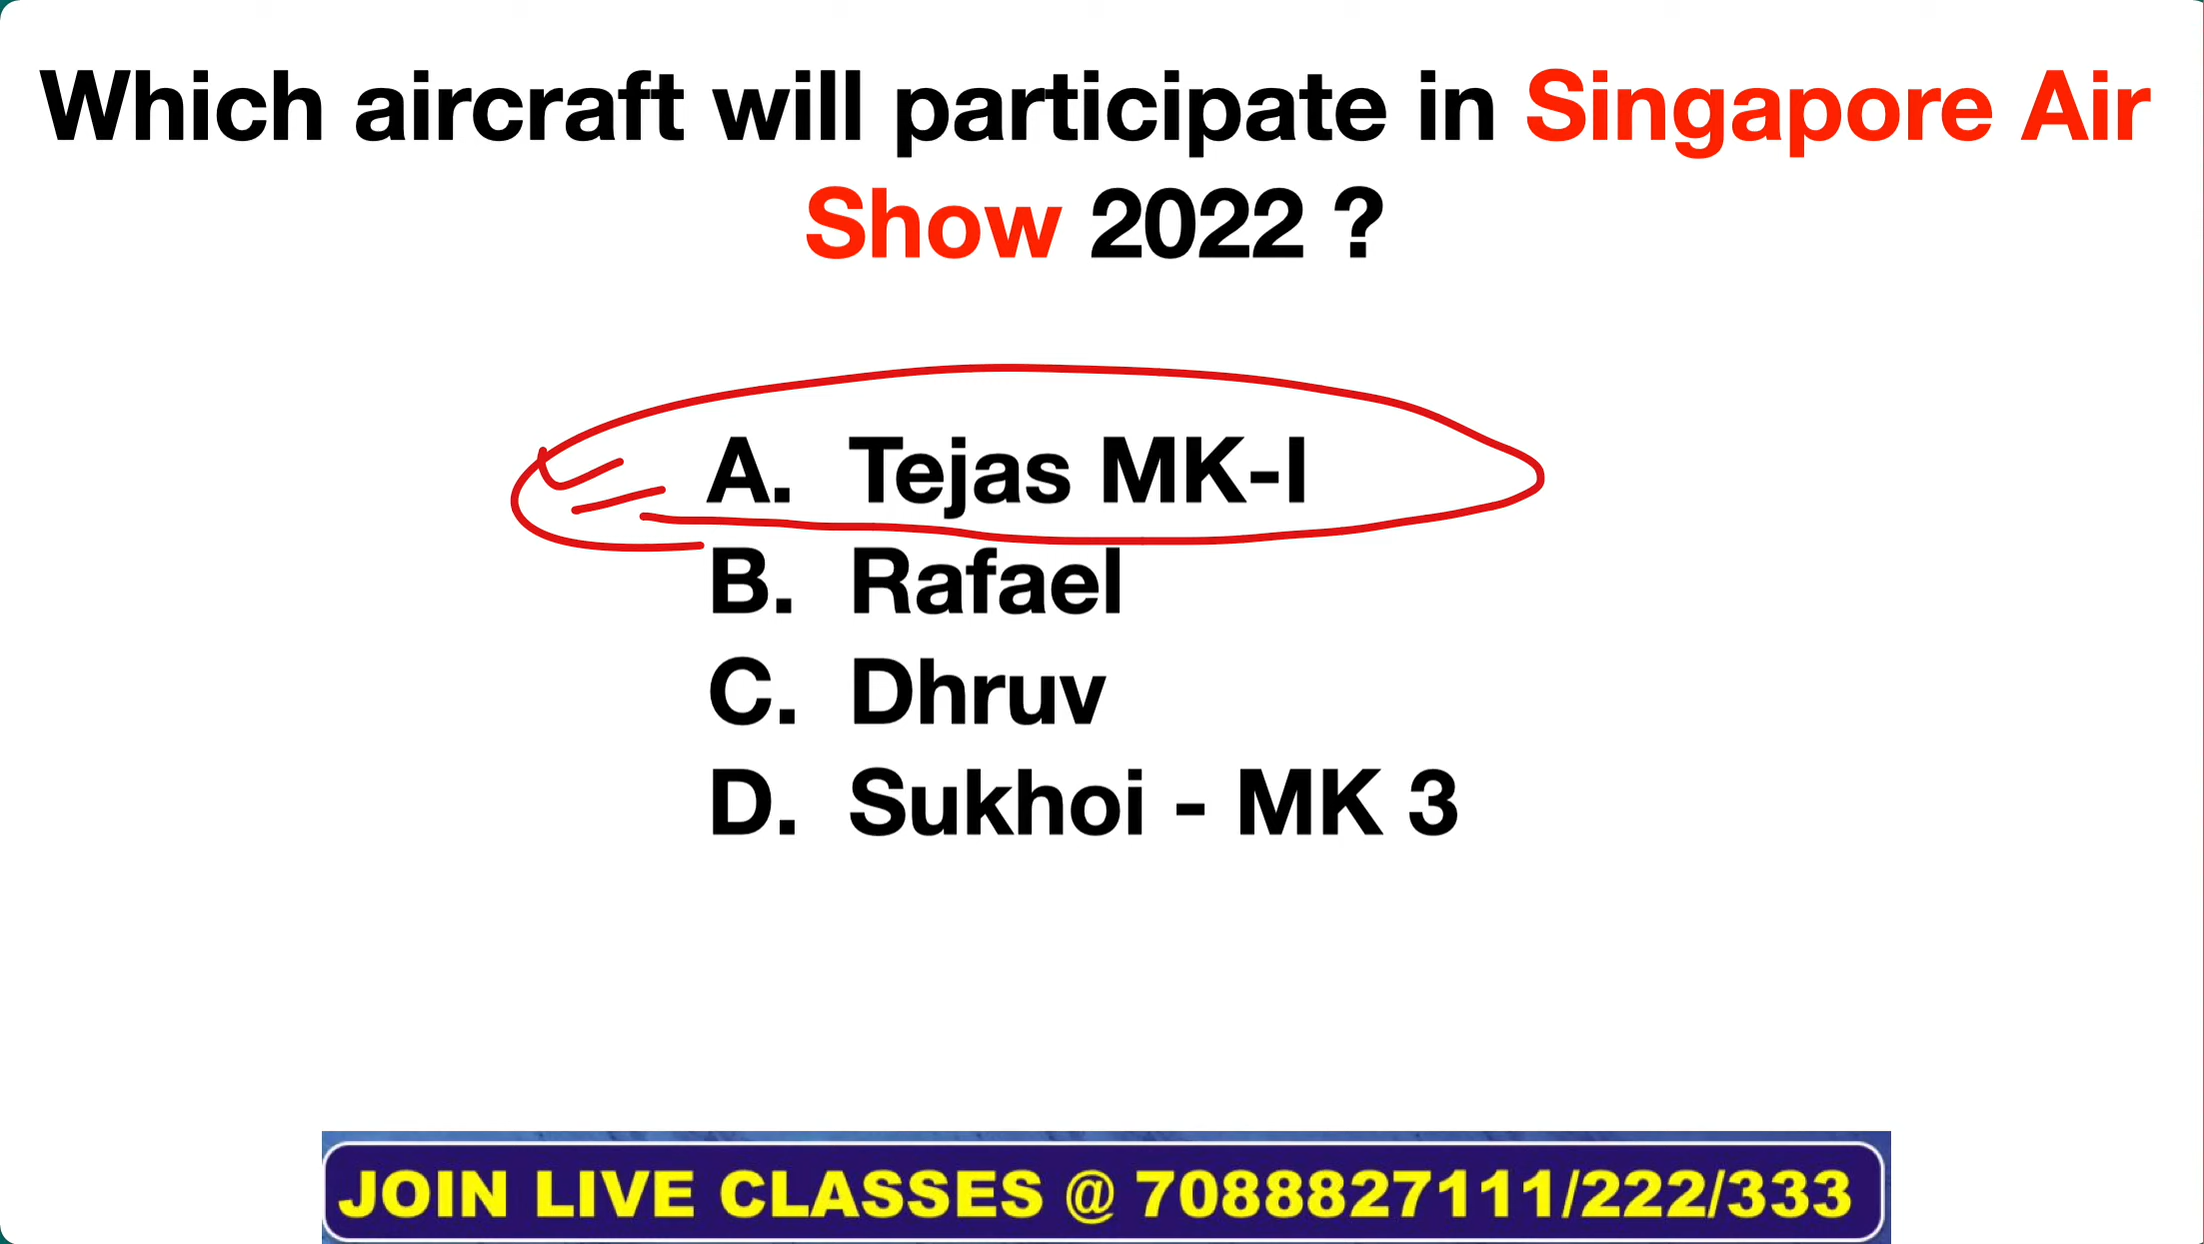 Which aircraft will participate in Singapore Air
Show 2022 ?
A. Tejas MK-I
B. Rafael
C. Dhruv
D. Sukhoi - MK 3
JOIN LIVE CLASSES @ 7088827111/222/333